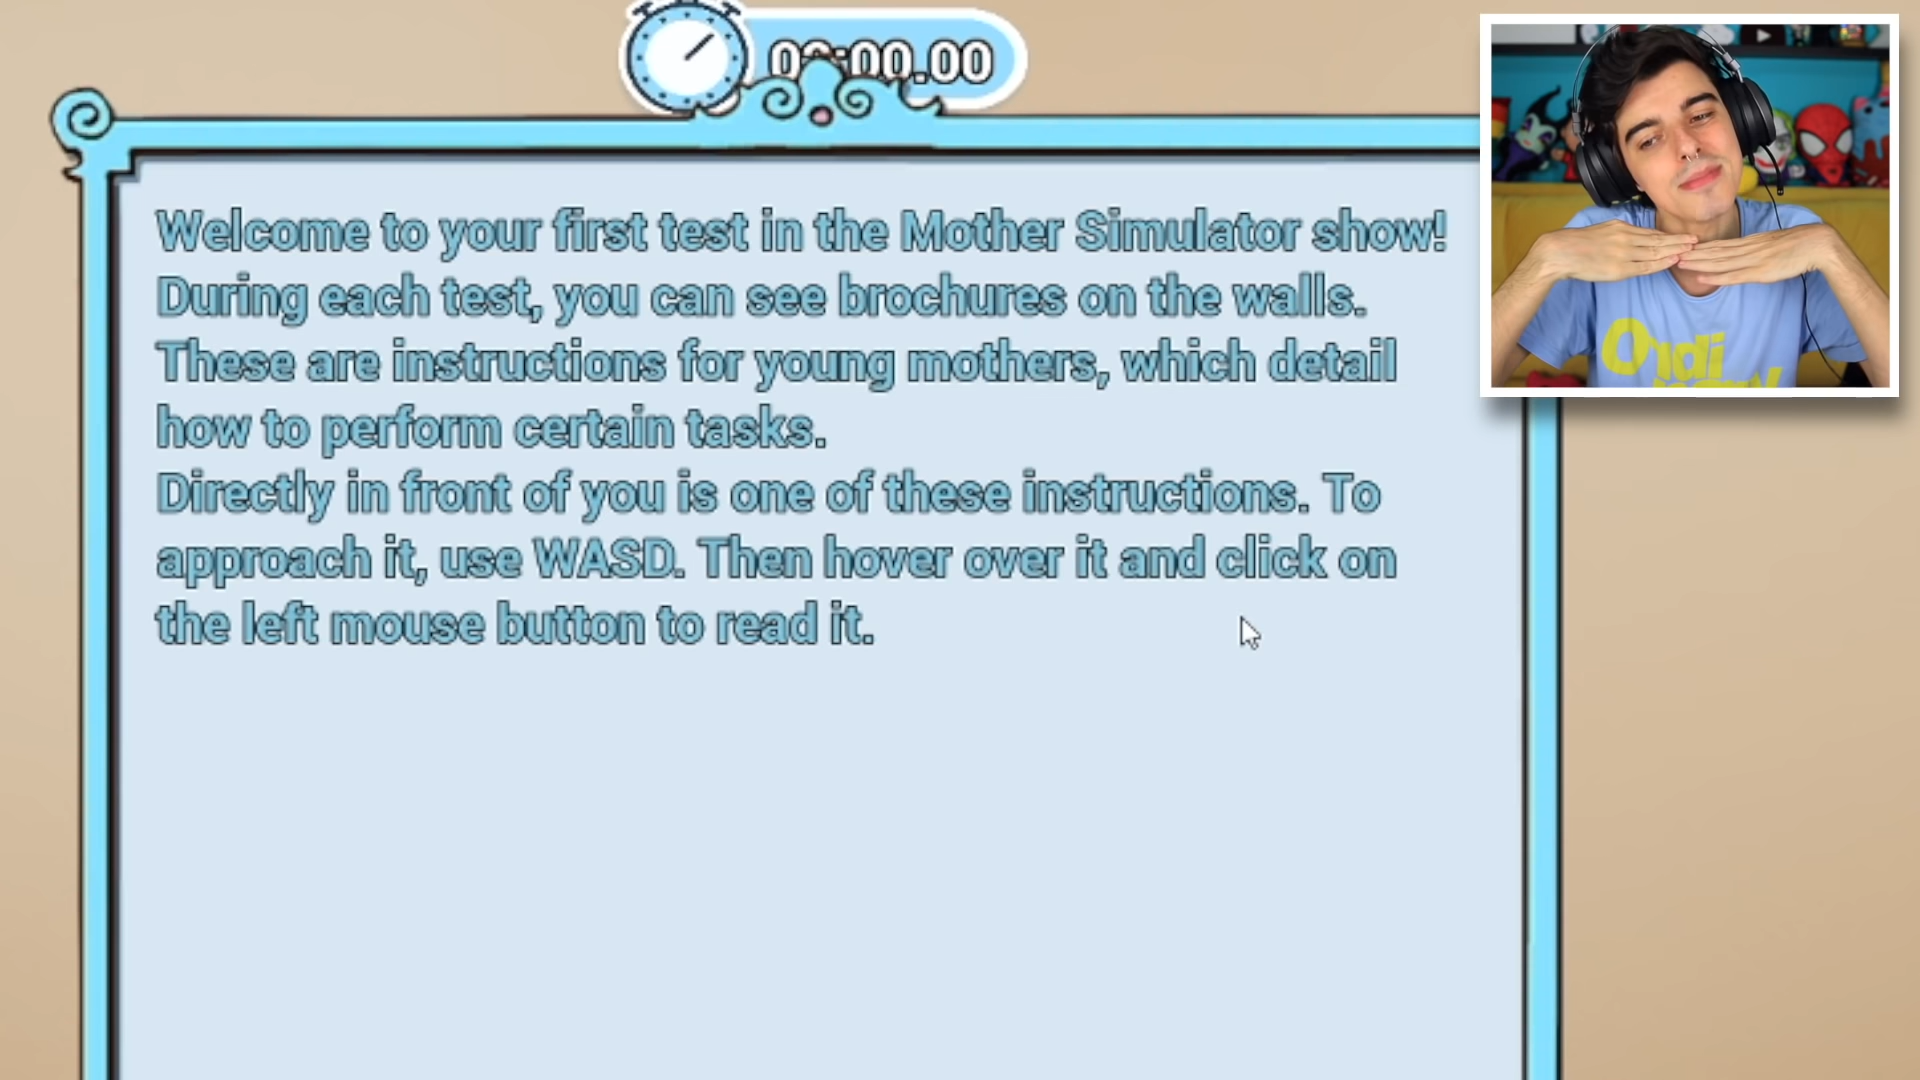 Welcome to your first test in the Mother Simulator show!
During each test, you can see brochures on the walls.
These are instructions for young mothers, which detail
how to perform certain tasks.
Directly in front of you is one of these instructions. To
approach it, use WASD. Then hover over it and click on
the left mouse button to read it.